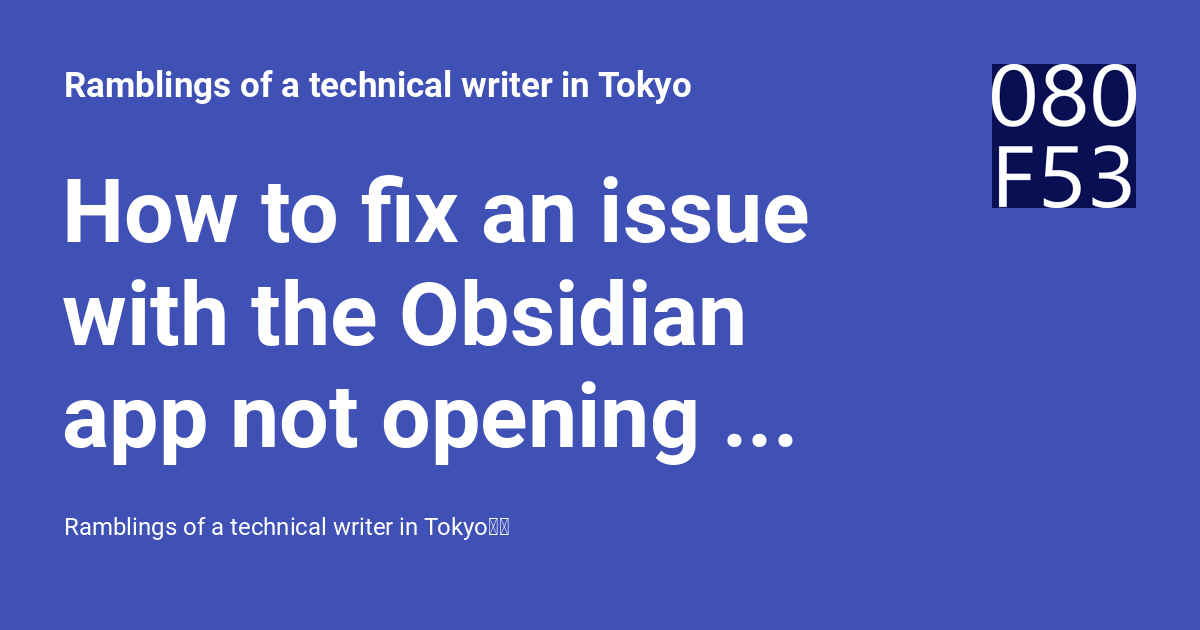 Ramblings of a technical writer in Tokyo
080
F53
How to fix an issue
with the Obsidian
app not opening ...
Ramblings of a technical writer in Tokyo